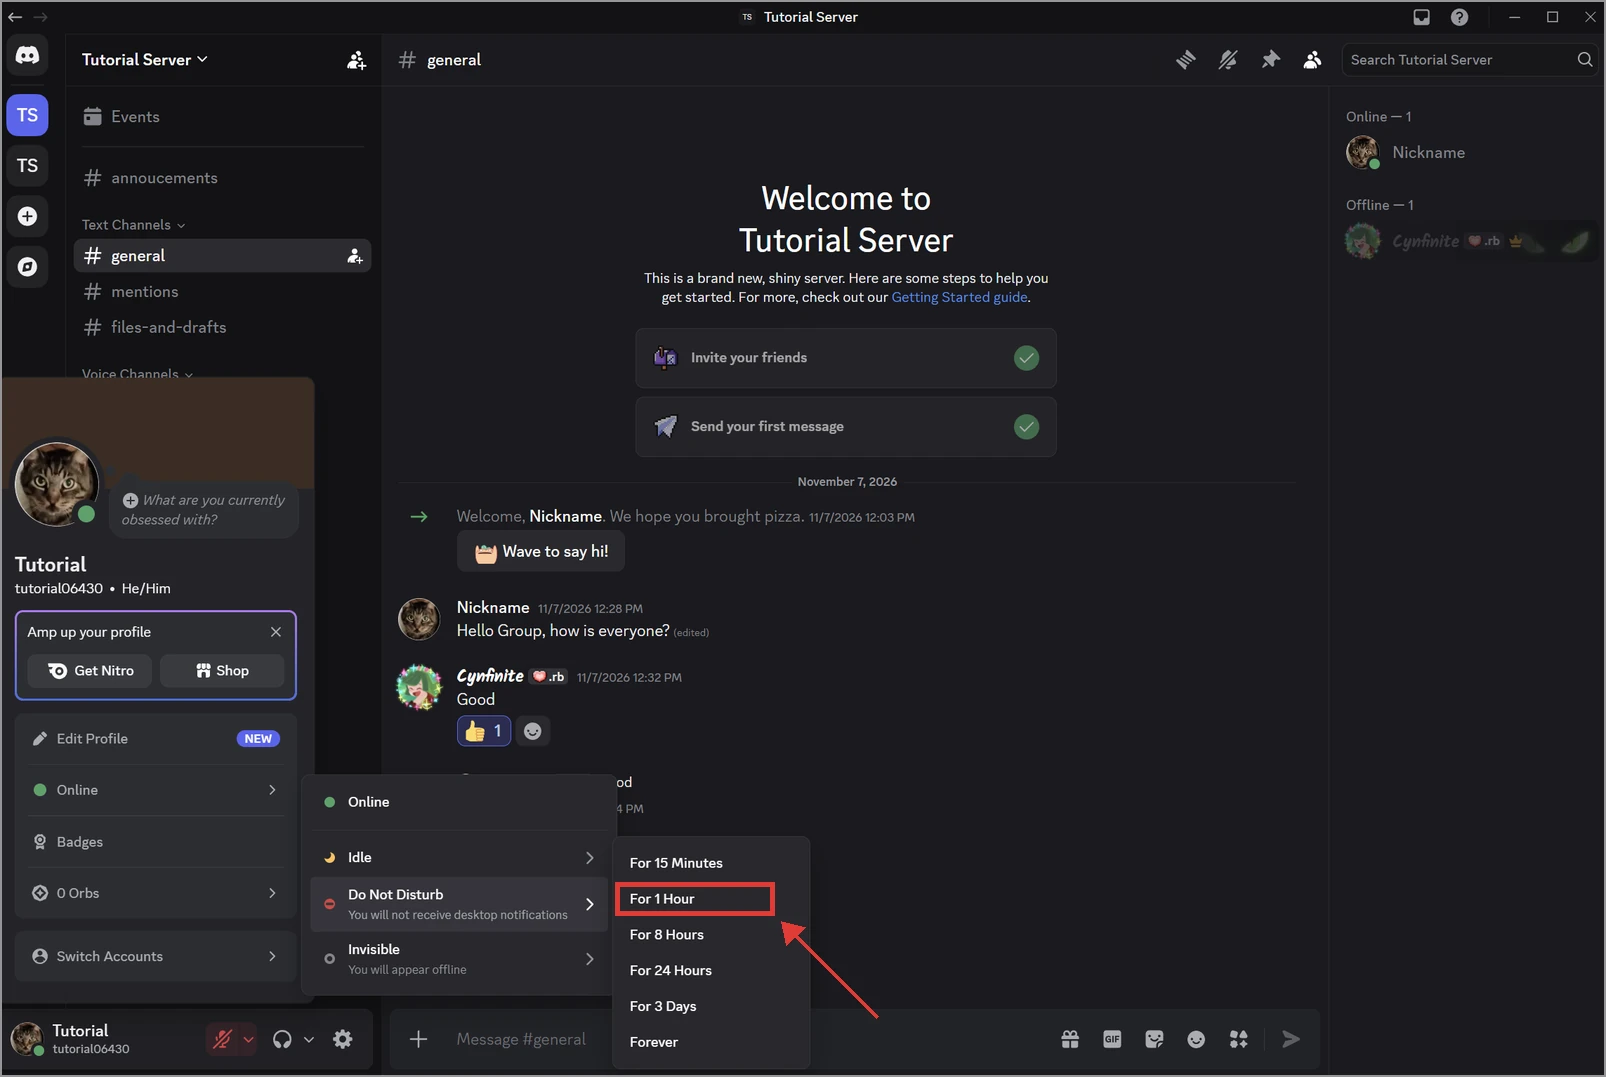 TS Tutorial Server
Tutorial Server
general
Search Tutorial Server
TS
TS
Events
annoucements
Text Channels
general
mentions
files-and-drafts
Voice Channels
Welcome to
Tutorial Server
This is a brand new, shiny server. Here are some steps to help you
get started. For more, check out our Getting Started guide.
Invite your friends
Send your first message
November 7, 2026
Welcome, Nickname. We hope you brought pizza. 11/7/2026 12:03 PM
Wave to say hi!
Nickname 11/7/2026 12:28 PM
Hello Group, how is everyone? (edited)
Cynfinite .rb 11/7/2026 12:32 PM
Good
1
od
4 PM
Online — 1
Nickname
Offline — 1
Cynfinite .rb
What are you currently
obsessed with?
Tutorial
tutorial06430 • He/Him
Amp up your profile
Get Nitro
Shop
Edit Profile NEW
Online
Badges
0 Orbs
Switch Accounts
Online
Idle
Do Not Disturb
You will not receive desktop notifications
Invisible
You will appear offline
For 15 Minutes
For 1 Hour
For 8 Hours
For 24 Hours
For 3 Days
Forever
Tutorial
tutorial06430
Message #general
GIF